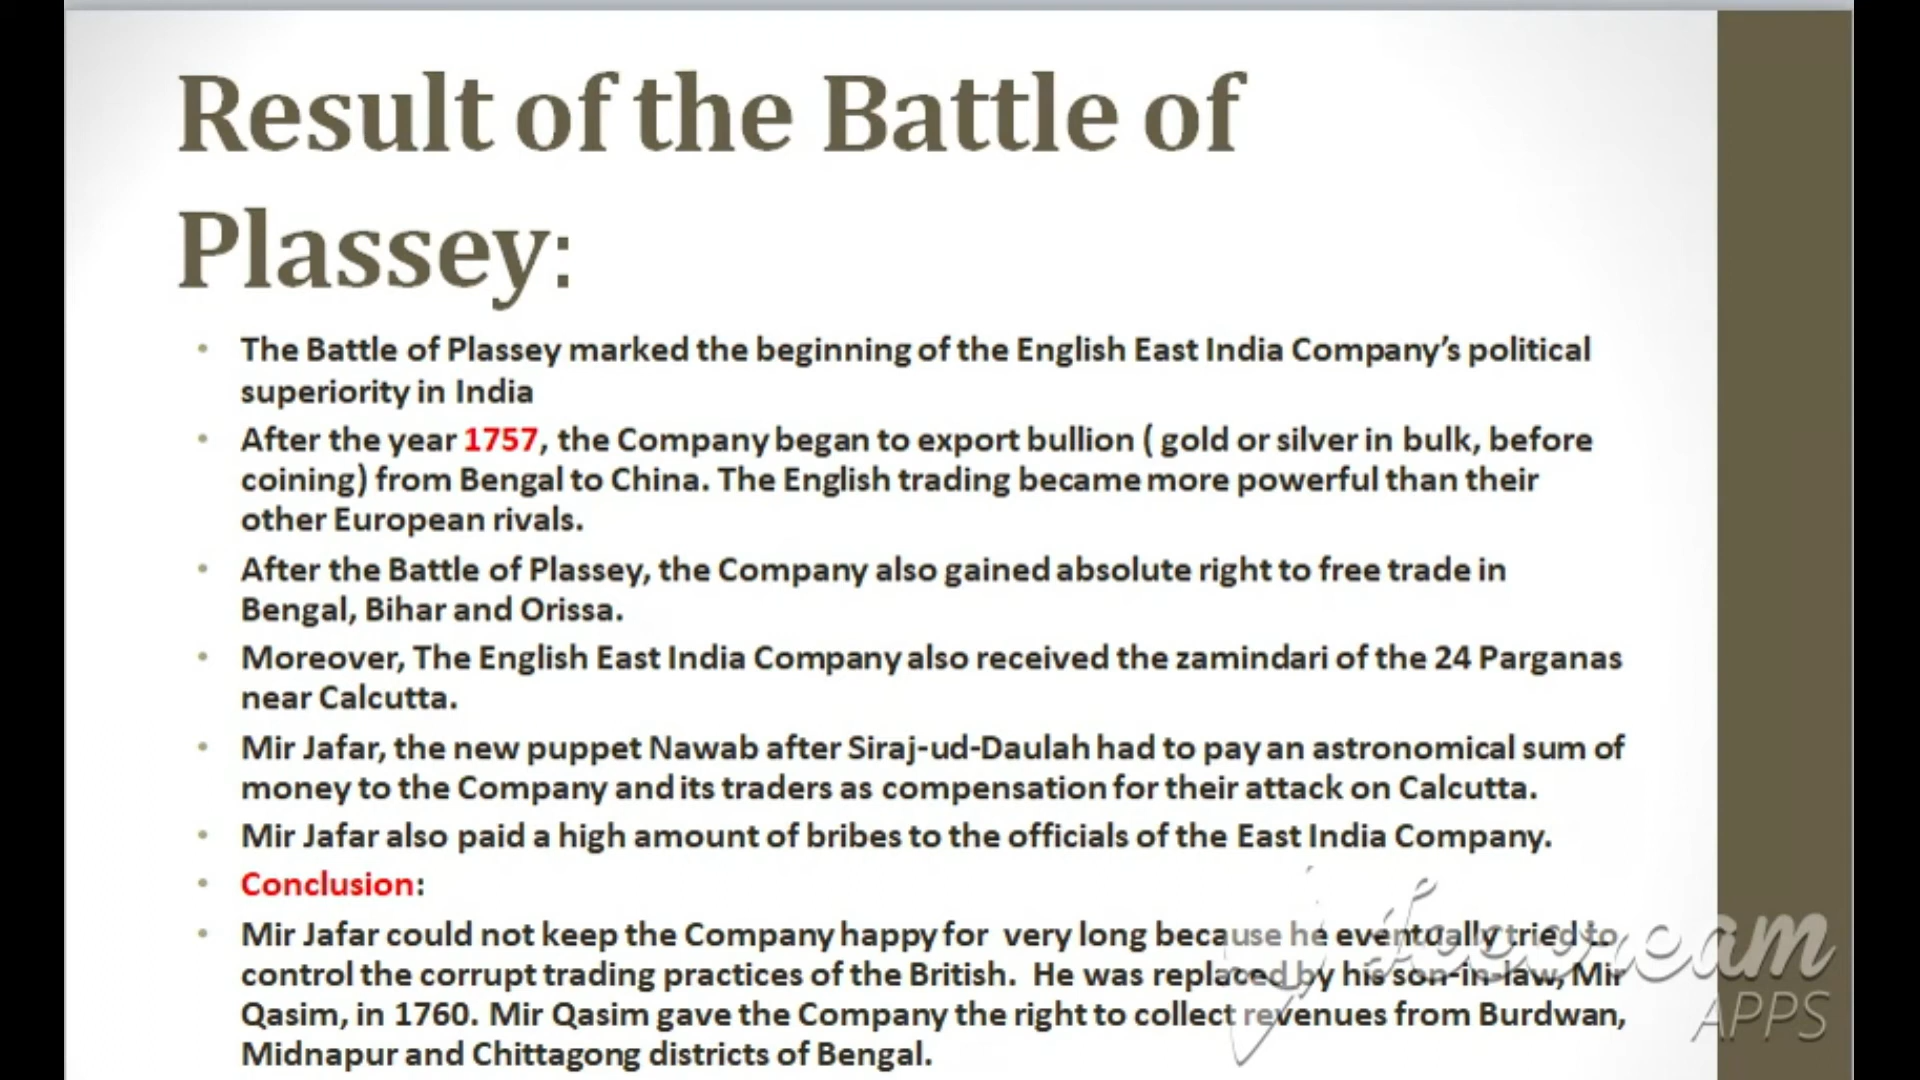 Result of the Battle of
Plassey:
• The Battle of Plassey marked the beginning of the English East India Company’s political
superiority in India
• After the year 1757, the Company began to export bullion ( gold or silver in bulk, before
coining) from Bengal to China. The English trading became more powerful than their
other European rivals.
• After the Battle of Plassey, the Company also gained absolute right to free trade in
Bengal, Bihar and Orissa.
• Moreover, The English East India Company also received the zamindari of the 24 Parganas
near Calcutta.
• Mir Jafar, the new puppet Nawab after Siraj-ud-Daulah had to pay an astronomical sum of
money to the Company and its traders as compensation for their attack on Calcutta.
• Mir Jafar also paid a high amount of bribes to the officials of the East India Company.
• Conclusion:
• Mir Jafar could not keep the Company happy for very long because he eventually tried to
control the corrupt trading practices of the British. He was replaced by his son-in-law, Mir
Qasim, in 1760. Mir Qasim gave the Company the right to collect revenues from Burdwan,
Midnapur and Chittagong districts of Bengal.
Icecream
APPS